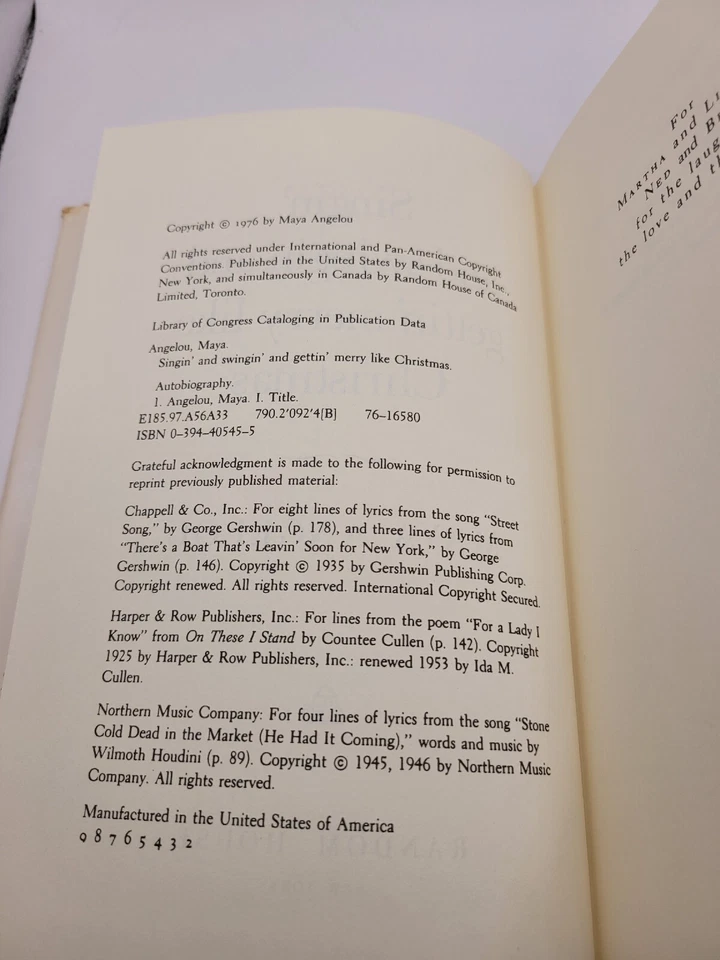 Copyright © 1976 by Maya Angelou
All rights reserved under International and Pan-American Copyright
Conventions. Published in the United States by Random House, Inc.,
New York, and simultaneously in Canada by Random House of Canada
Limited, Toronto.
Library of Congress Cataloging in Publication Data
Angelou, Maya.
Singin' and swingin' and gettin' merry like Christmas.
Autobiography.
1. Angelou, Maya. I. Title.
E185.97.A56A33 790.2'092'4[B] 76–16580
ISBN 0–394–40545–5
Grateful acknowledgment is made to the following for permission to
reprint previously published material:
Chappell & Co., Inc.: For eight lines of lyrics from the song "Street
Song," by George Gershwin (p. 178), and three lines of lyrics from
"There's a Boat That's Leavin' Soon for New York," by George
Gershwin (p. 146). Copyright © 1935 by Gershwin Publishing Corp.
Copyright renewed. All rights reserved. International Copyright Secured.
Harper & Row Publishers, Inc.: For lines from the poem "For a Lady I
Know" from On These I Stand by Countee Cullen (p. 142). Copyright
1925 by Harper & Row Publishers, Inc.: renewed 1953 by Ida M.
Cullen.
Northern Music Company: For four lines of lyrics from the song "Stone
Cold Dead in the Market (He Had It Coming)," words and music by
Wilmoth Houdini (p. 89). Copyright © 1945, 1946 by Northern Music
Company. All rights reserved.
Manufactured in the United States of America
9 8 7 6 5 4 3 2
For
MARTHA and
NED and
for the
the love and